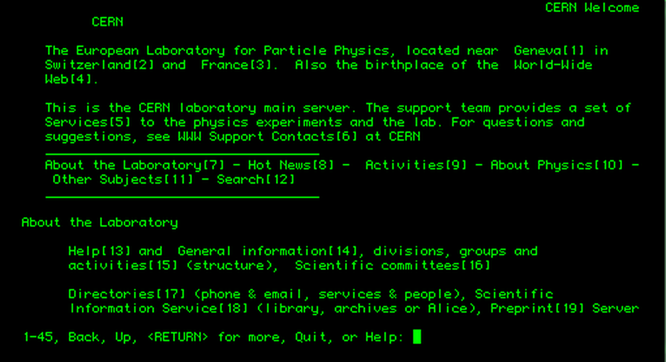 CERN Welcome
CERN
The European Laboratory for Particle Physics, located near Geneva[1] in
Switzerland[2] and France[3]. Also the birthplace of the World-Wide
Web[4].
This is the CERN laboratory main server. The support team provides a set of
Services[5] to the physics experiments and the lab. For questions and
suggestions, see WWW Support Contacts[6] at CERN
About the Laboratory[7] - Hot News[8] - Activities[9] - About Physics[10] -
Other Subjects[11] - Search[12]
About the Laboratory
Help[13] and General information[14], divisions, groups and
activities[15] (structure), Scientific committees[16]
Directories[17] (phone & email, services & people), Scientific
Information Service[18] (library, archives or Alice), Preprint[19] Server
1-45, Back, Up, <RETURN> for more, Quit, or Help: